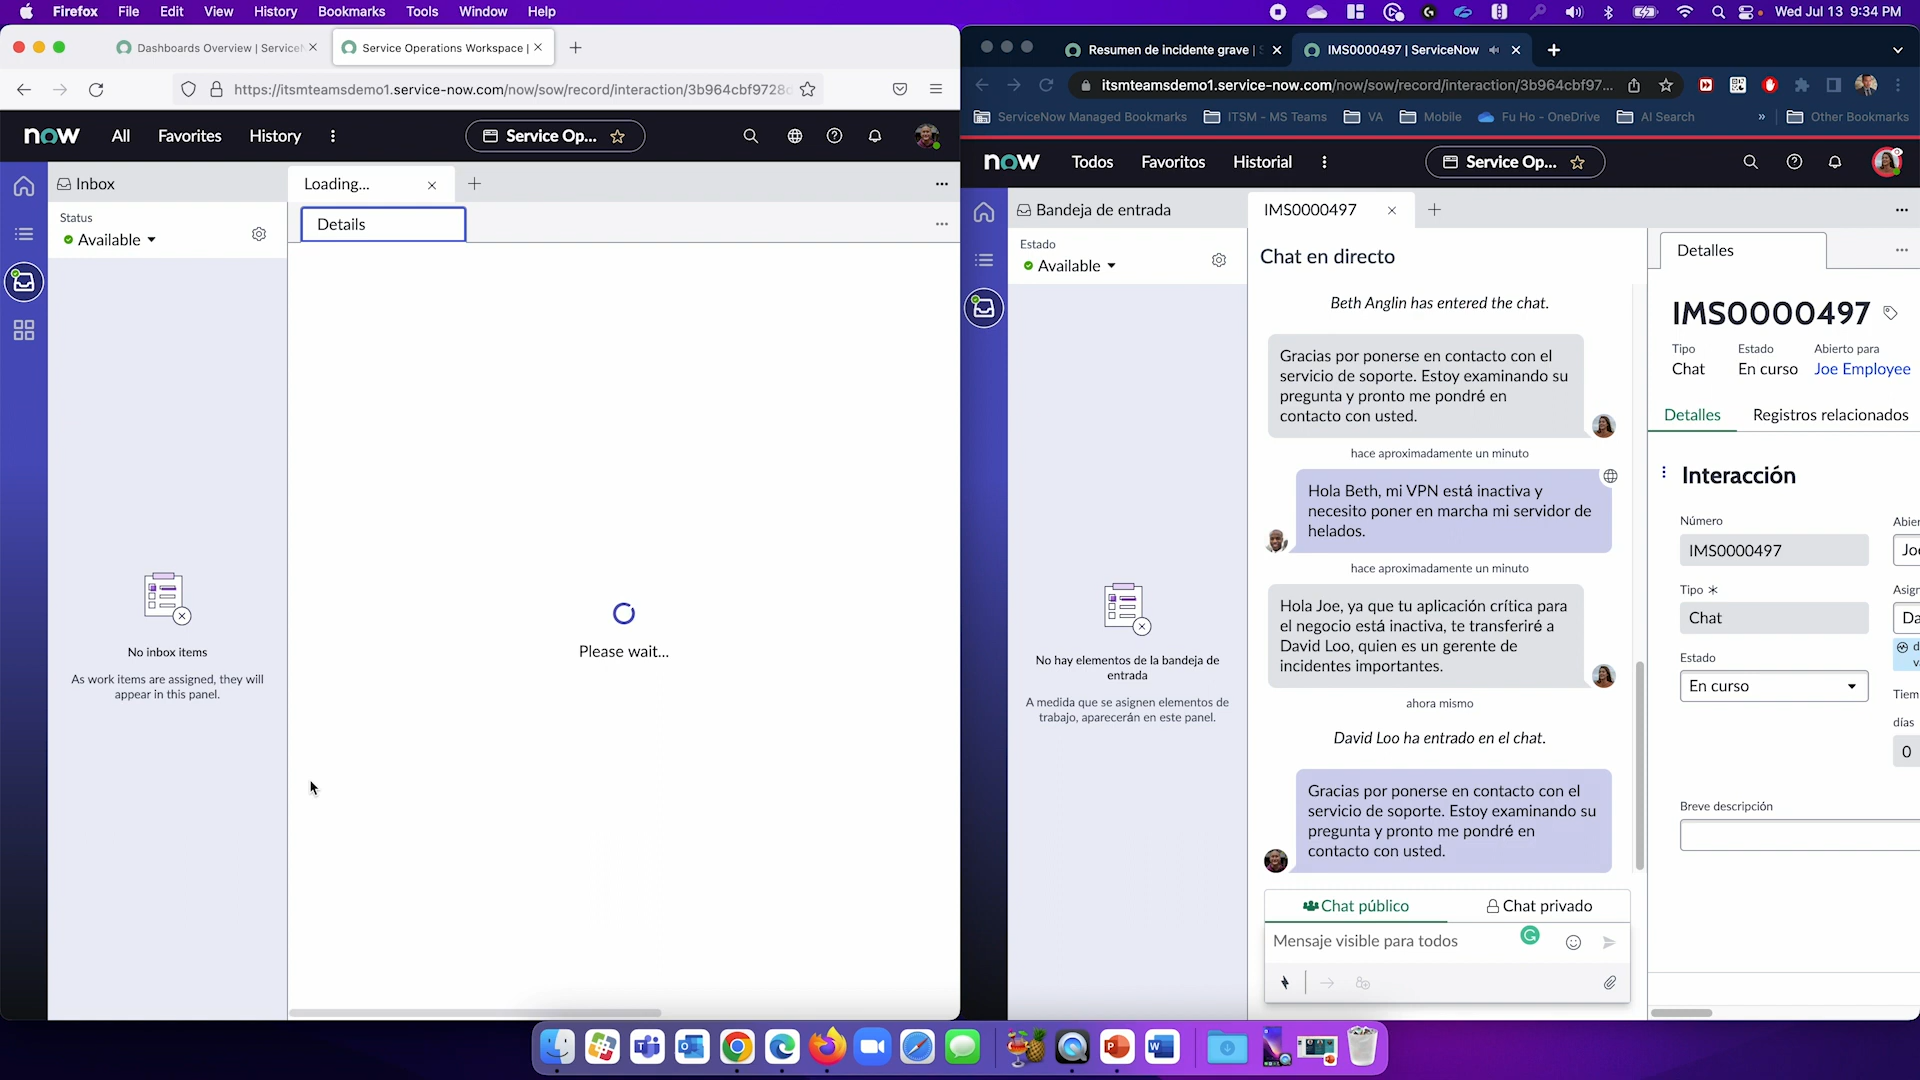 Firefox File Edit View History Bookmarks Tools Window Help
Wed Jul 13 9:34 PM
Dashboards Overview | Service
Service Operations Workspace |
https://itsmteamsdemo1.service-now.com/now/sow/record/interaction/3b964cbf9728
now All Favorites History
Service Op...
Inbox
Loading...
Status
Available
Details
No inbox items
As work items are assigned, they will
appear in this panel.
Please wait...
Resumen de incidente grave |
IMS0000497 | ServiceNow
itsmteamsdemo1.service-now.com/now/sow/record/interaction/3b964cbf97...
ServiceNow Managed Bookmarks ITSM - MS Teams VA Mobile Fu Ho - OneDrive AI Search » Other Bookmarks
now Todos Favoritos Historial
Service Op...
Bandeja de entrada
IMS0000497
Estado
Available
No hay elementos de la bandeja de
entrada
A medida que se asignen elementos de
trabajo, aparecerán en este panel.
Chat en directo
Beth Anglin has entered the chat.
Gracias por ponerse en contacto con el
servicio de soporte. Estoy examinando su
pregunta y pronto me pondré en
contacto con usted.
hace aproximadamente un minuto
Hola Beth, mi VPN está inactiva y
necesito poner en marcha mi servidor de
helados.
hace aproximadamente un minuto
Hola Joe, ya que tu aplicación crítica para
el negocio está inactiva, te transferiré a
David Loo, quien es un gerente de
incidentes importantes.
ahora mismo
David Loo ha entrado en el chat.
Gracias por ponerse en contacto con el
servicio de soporte. Estoy examinando su
pregunta y pronto me pondré en
contacto con usted.
Chat público
Chat privado
Mensaje visible para todos
Detalles
IMS0000497
Tipo Estado Abierto para
Chat En curso Joe Employee
Detalles Registros relacionados
Interacción
Número
IMS0000497
Tipo
Chat
Estado
En curso
Breve descripción
Abier
Jo
Asign
Da
d
v
Tiem
días
0